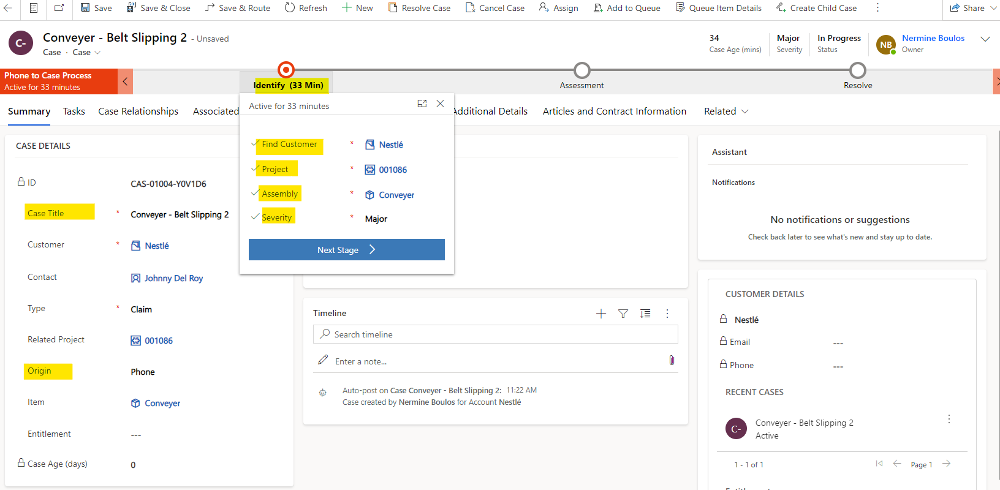 Save
Save & Close
Save & Route
Refresh
New
Resolve Case
Cancel Case
Assign
Add to Queue
Queue Item Details
Create Child Case
Share
C-
Conveyer - Belt Slipping 2 - Unsaved
Case · Case
34
Case Age (mins)
Major
Severity
In Progress
Status
NB
Nermine Boulos
Owner
Phone to Case Process
Active for 33 minutes
Identify (33 Min)
Assessment
Resolve
Summary
Tasks
Case Relationships
Associated
Additional Details
Articles and Contract Information
Related
Active for 33 minutes
Find Customer * Nestlé
Project * 001086
Assembly * Conveyer
Severity * Major
Next Stage
CASE DETAILS
ID CAS-01004-Y0V1D6
Case Title * Conveyer - Belt Slipping 2
Customer * Nestlé
Contact Johnny Del Roy
Type * Claim
Related Project 001086
Origin Phone
Item Conveyer
Entitlement ---
Case Age (days) 0
Timeline
Search timeline
Enter a note...
Auto-post on Case Conveyer - Belt Slipping 2: 11:22 AM
Case created by Nermine Boulos for Account Nestlé
Assistant
Notifications
No notifications or suggestions
Check back later to see what's new and stay up to date.
CUSTOMER DETAILS
Nestlé
Email ---
Phone ---
RECENT CASES
C-
Conveyer - Belt Slipping 2
Active
1 - 1 of 1
Page 1